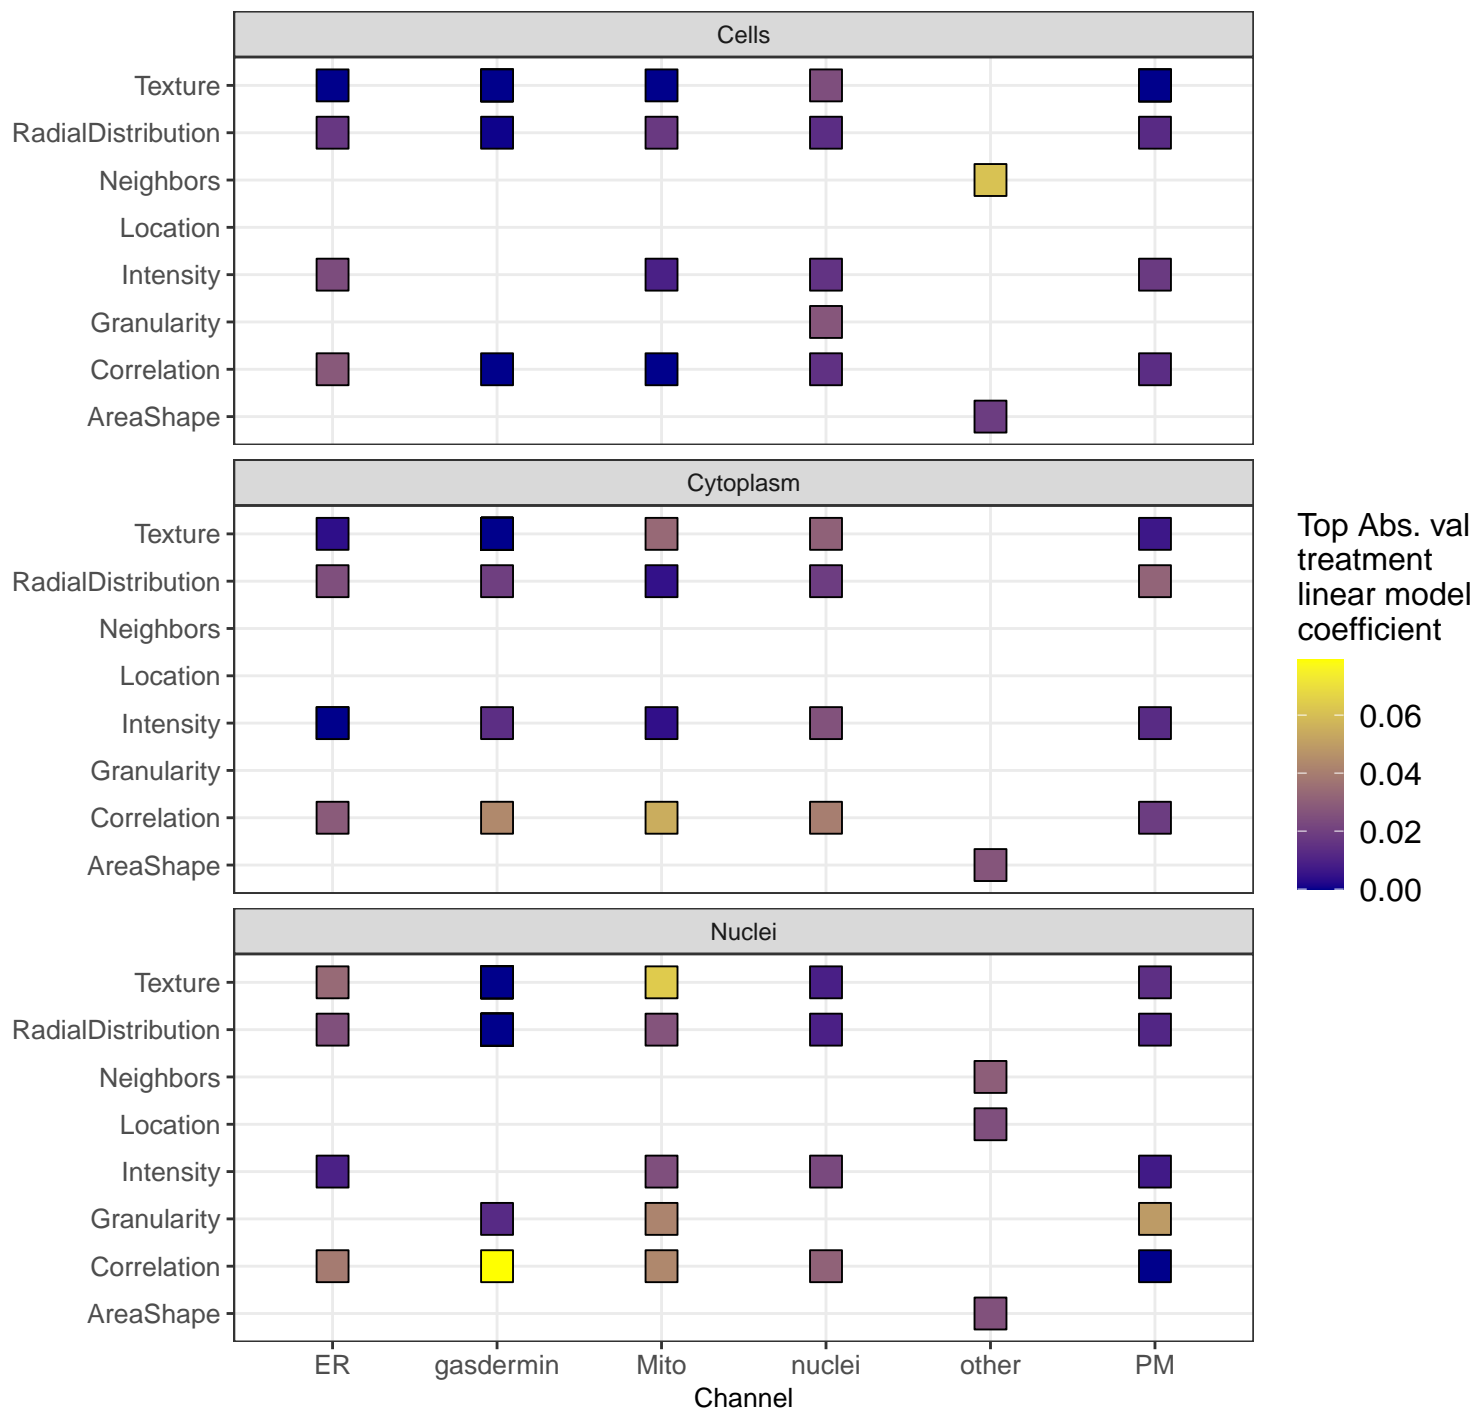 Cells
Texture
RadialDistribution
Neighbors
Location
Intensity
Granularity
Correlation
AreaShape
Cytoplasm
Texture
RadialDistribution
Neighbors
Location
Intensity
Granularity
Correlation
AreaShape
Nuclei
Texture
RadialDistribution
Neighbors
Location
Intensity
Granularity
Correlation
AreaShape
ER gasdermin Mito nuclei other PM
Channel
Top Abs. val
treatment
linear model
coefficient
0.06
0.04
0.02
0.00